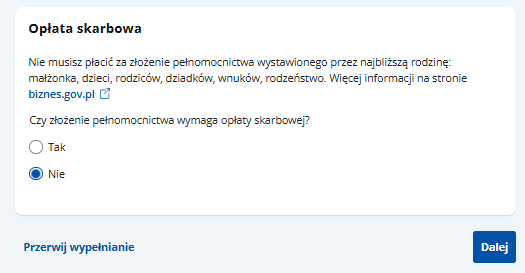 Opłata skarbowa
Nie musisz płacić za złożenie pełnomocnictwa wystawionego przez najbliższą rodzinę:
małżonka, dzieci, rodziców, dziadków, wnuków, rodzeństwo. Więcej informacji na stronie
biznes.gov.pl
Czy złożenie pełnomocnictwa wymaga opłaty skarbowej?
Tak
Nie
Przerwij wypełnianie
Dalej